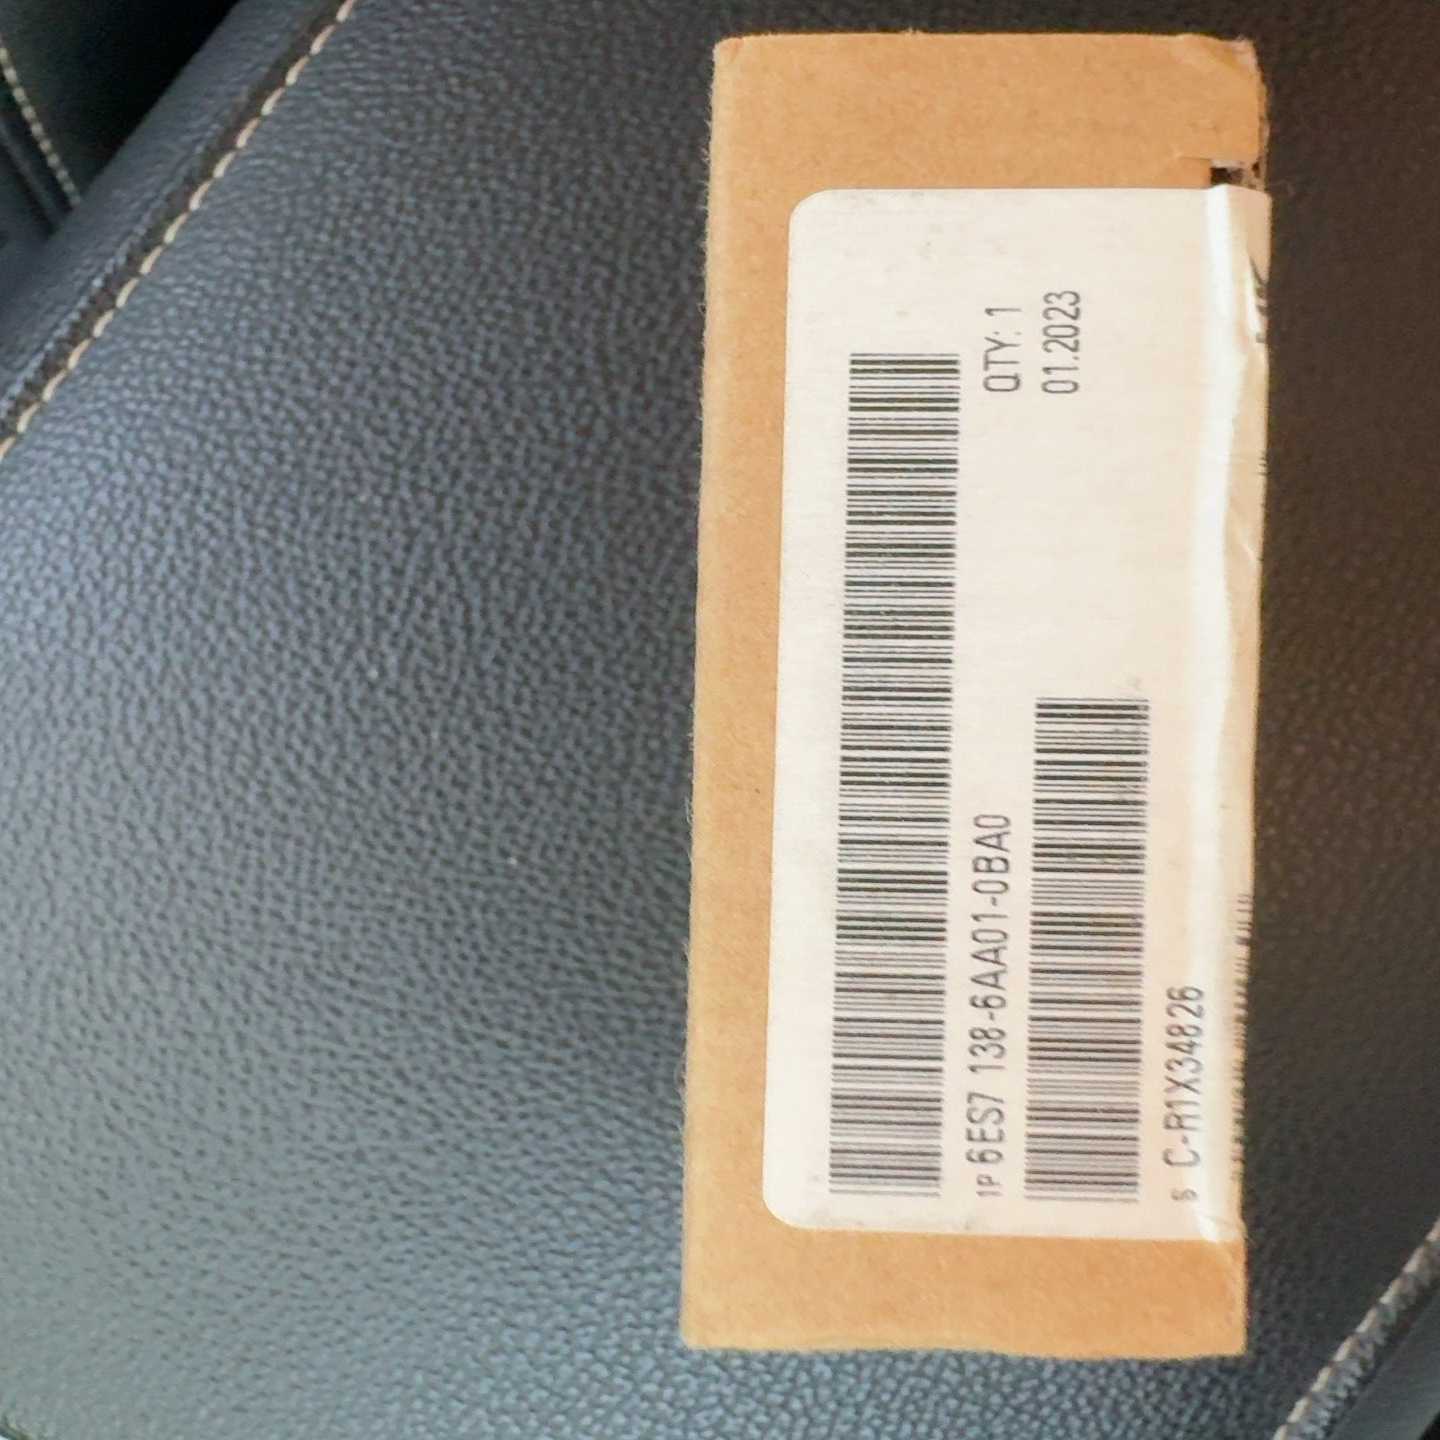 1P 6ES7 138-6AA01-0BA0
QTY: 1
01.2023
S C-R1X34826